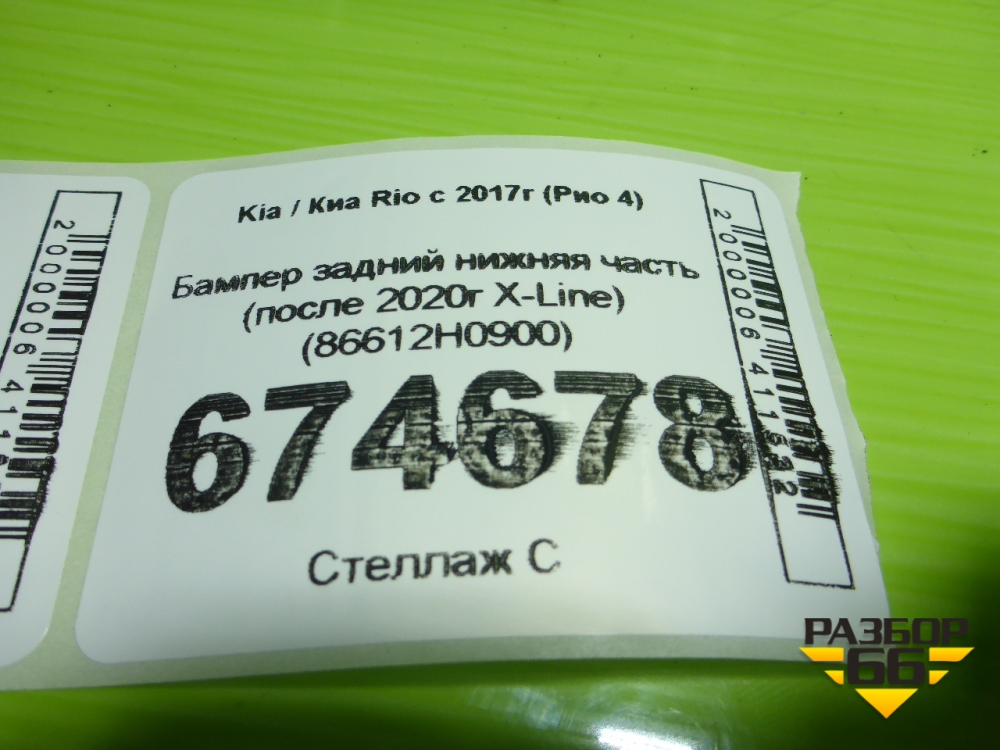 Kia / Киа Rio с 2017г (Рио 4)
Бампер задний нижняя часть
(после 2020г X-Line)
(86612H0900)
674678
Стеллаж С
РАЗБОР
66